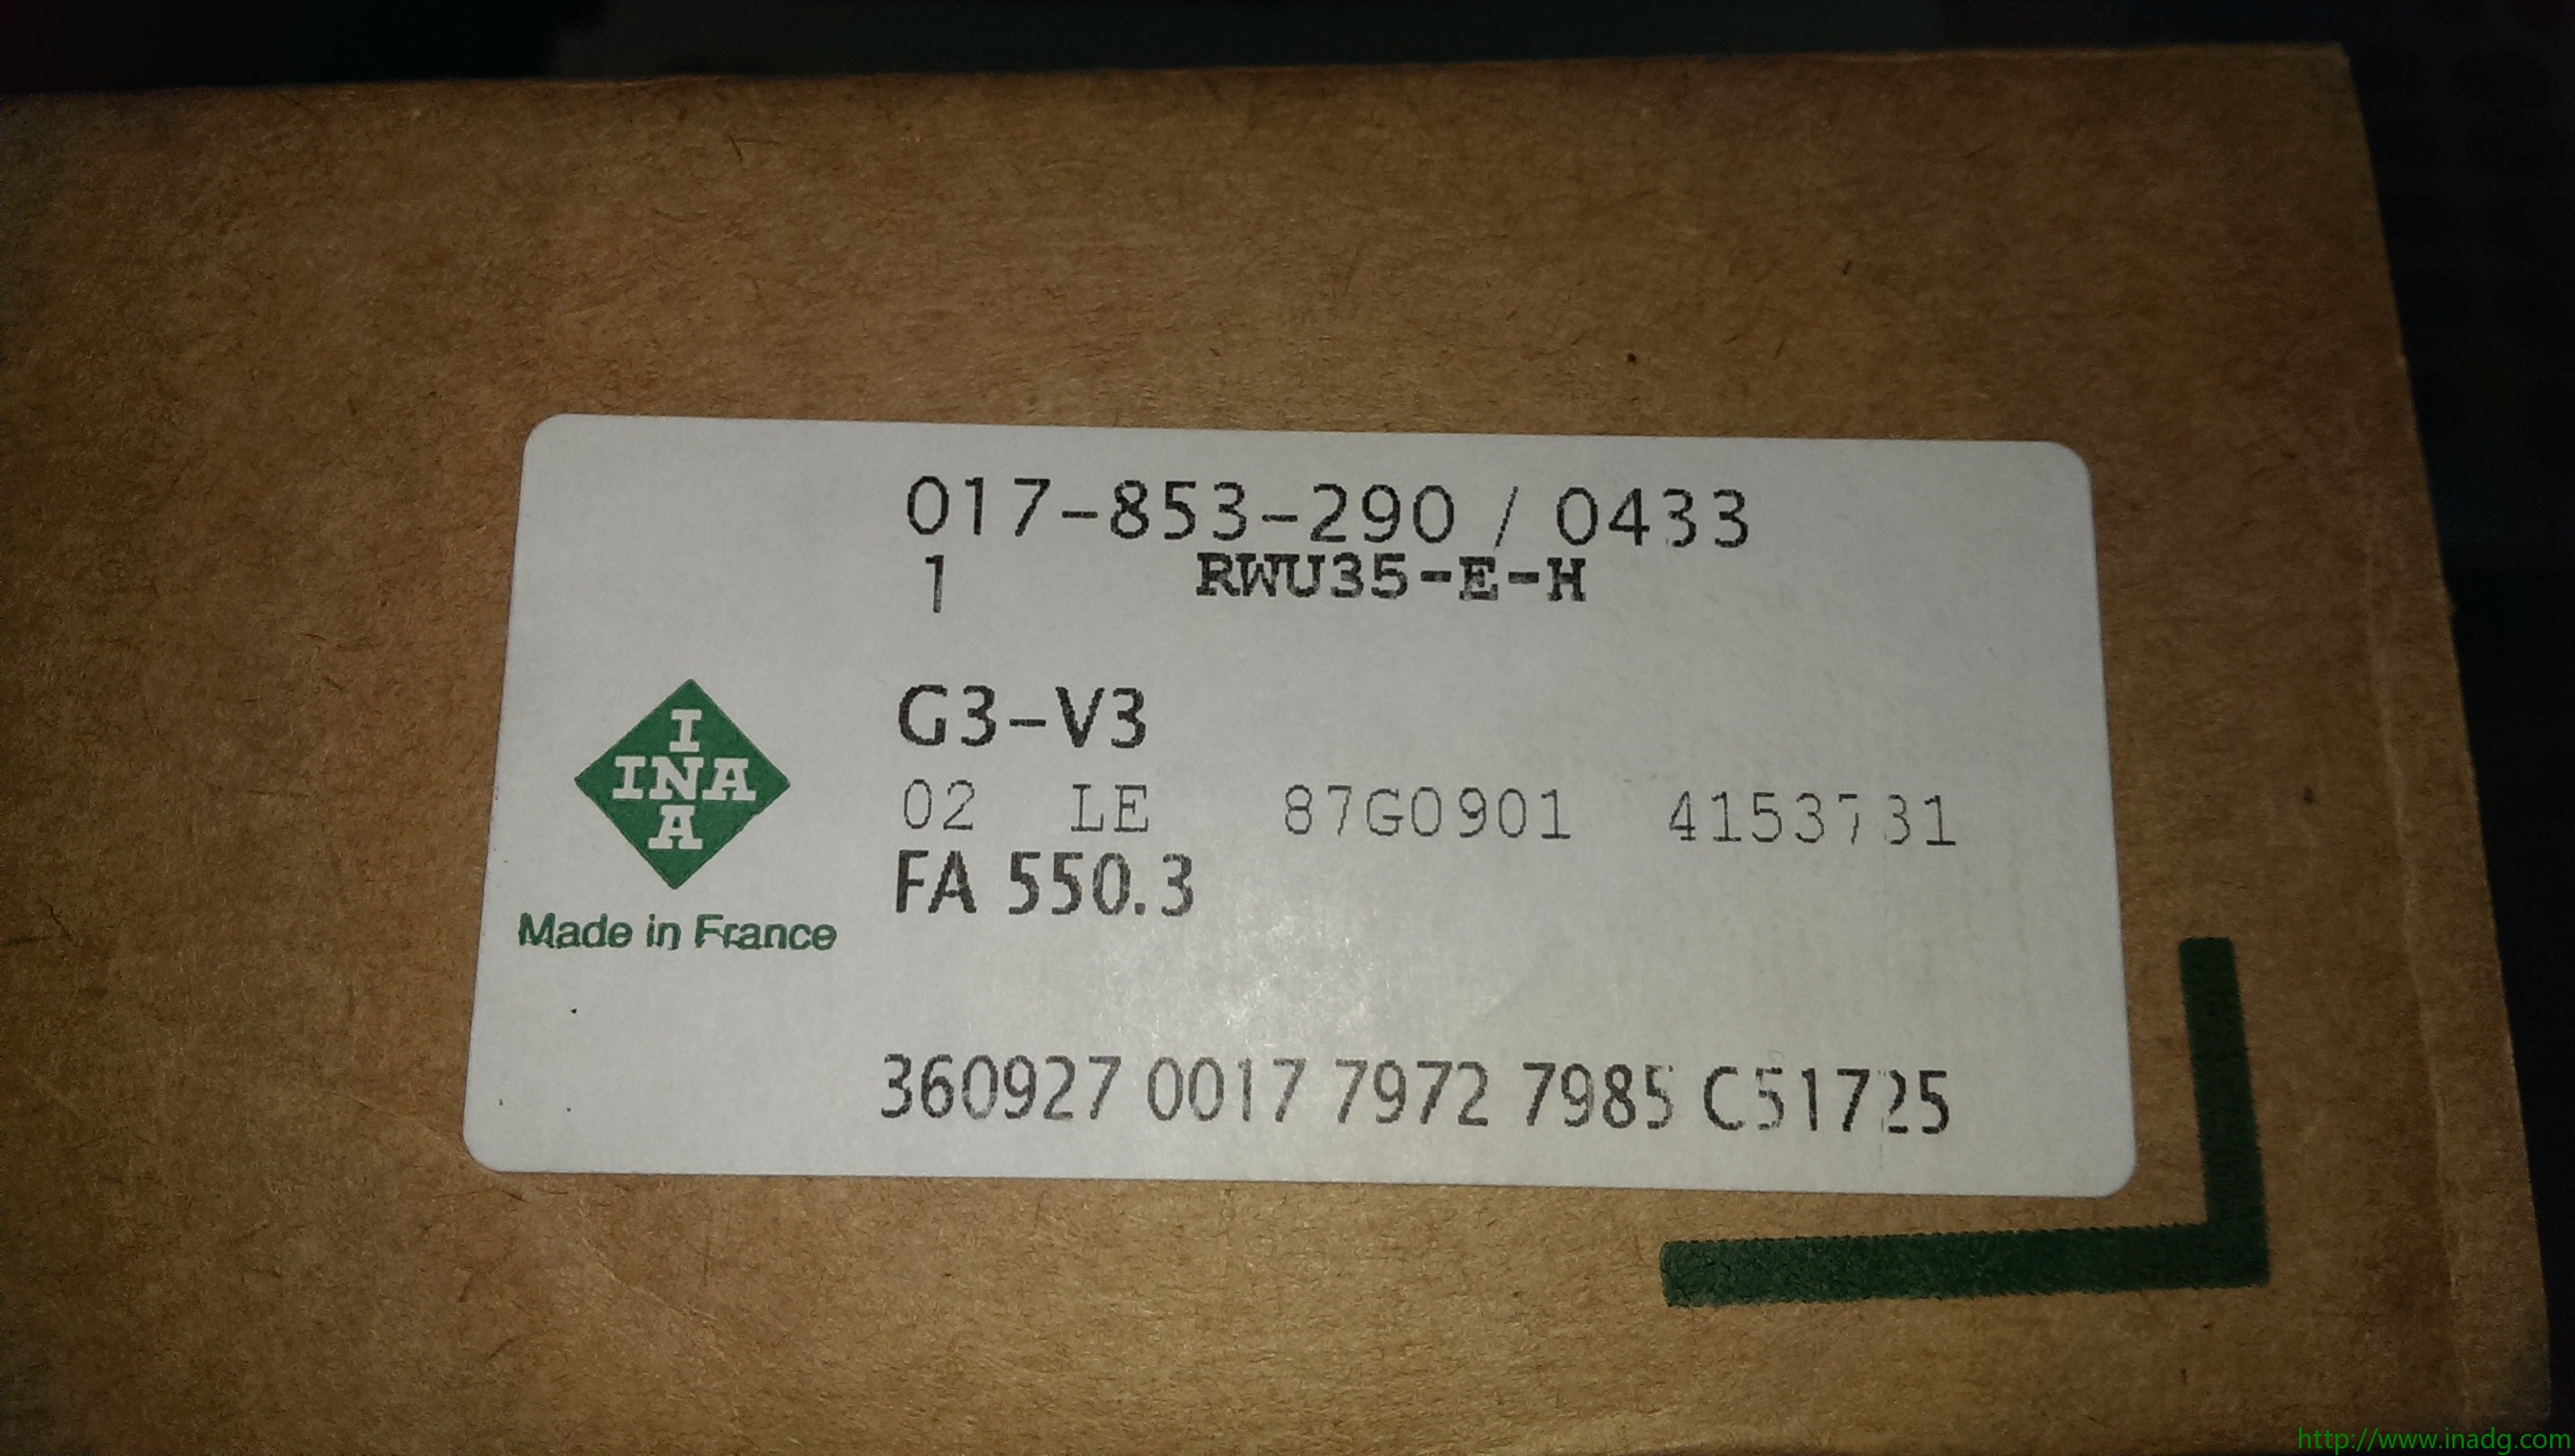 017-853-290 / 0433
1 RWU35-E-H
G3-V3
02 LE 87G0901 4153731
FA 550.3
I
INA
A
Made in France
360927 0017 7972 7985 C51725
http://www.inadg.com